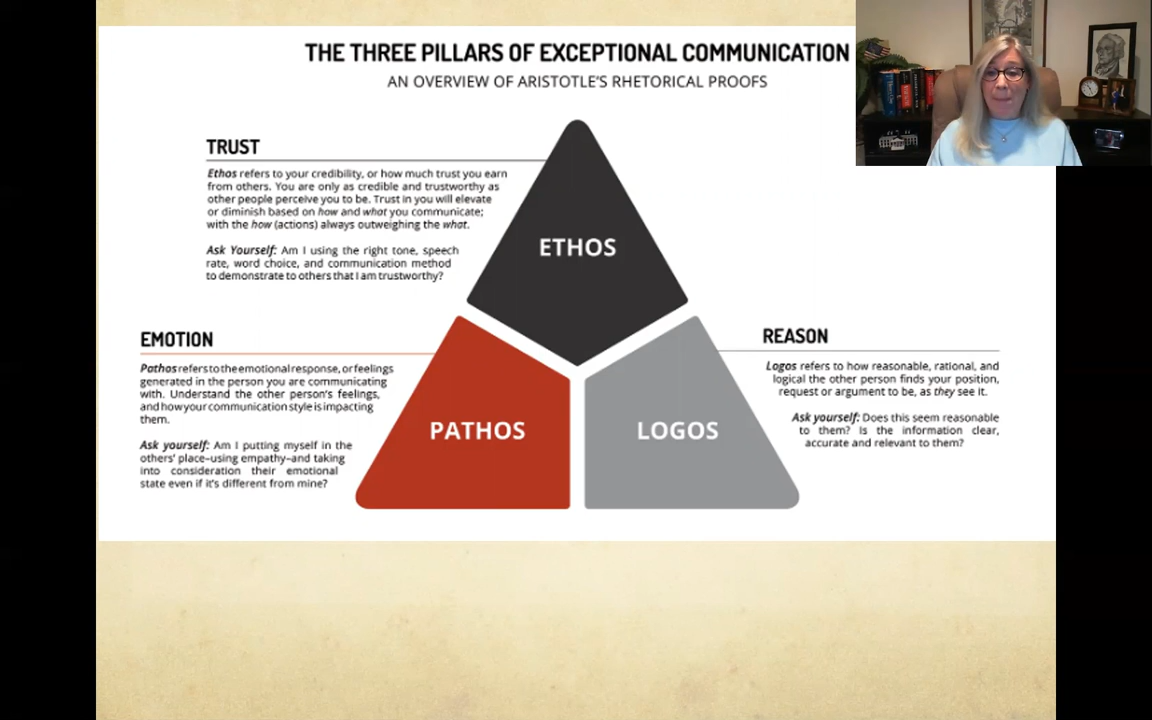 THE THREE PILLARS OF EXCEPTIONAL COMMUNICATION
AN OVERVIEW OF ARISTOTLE'S RHETORICAL PROOFS
TRUST
Ethos refers to your credibility, or how much trust you earn
from others. You are only as credible and trustworthy as
other people perceive you to be. Trust in you will elevate
or diminish based on how and what you communicate;
with the how (actions) always outweighing the what.
Ask Yourself: Am I using the right tone, speech
rate, word choice, and communication method
to demonstrate to others that I am trustworthy?
ETHOS
EMOTION
Pathos refers to the emotional response, or feelings
generated in the person you are communicating
with. Understand the other person's feelings,
and how your communication style is impacting
them.
Ask yourself: Am I putting myself in the
others' place–using empathy–and taking
into consideration their emotional
state even if it's different from mine?
PATHOS
LOGOS
REASON
Logos refers to how reasonable, rational, and
logical the other person finds your position,
request or argument to be, as they see it.
Ask yourself: Does this seem reasonable
to them? Is the information clear,
accurate and relevant to them?